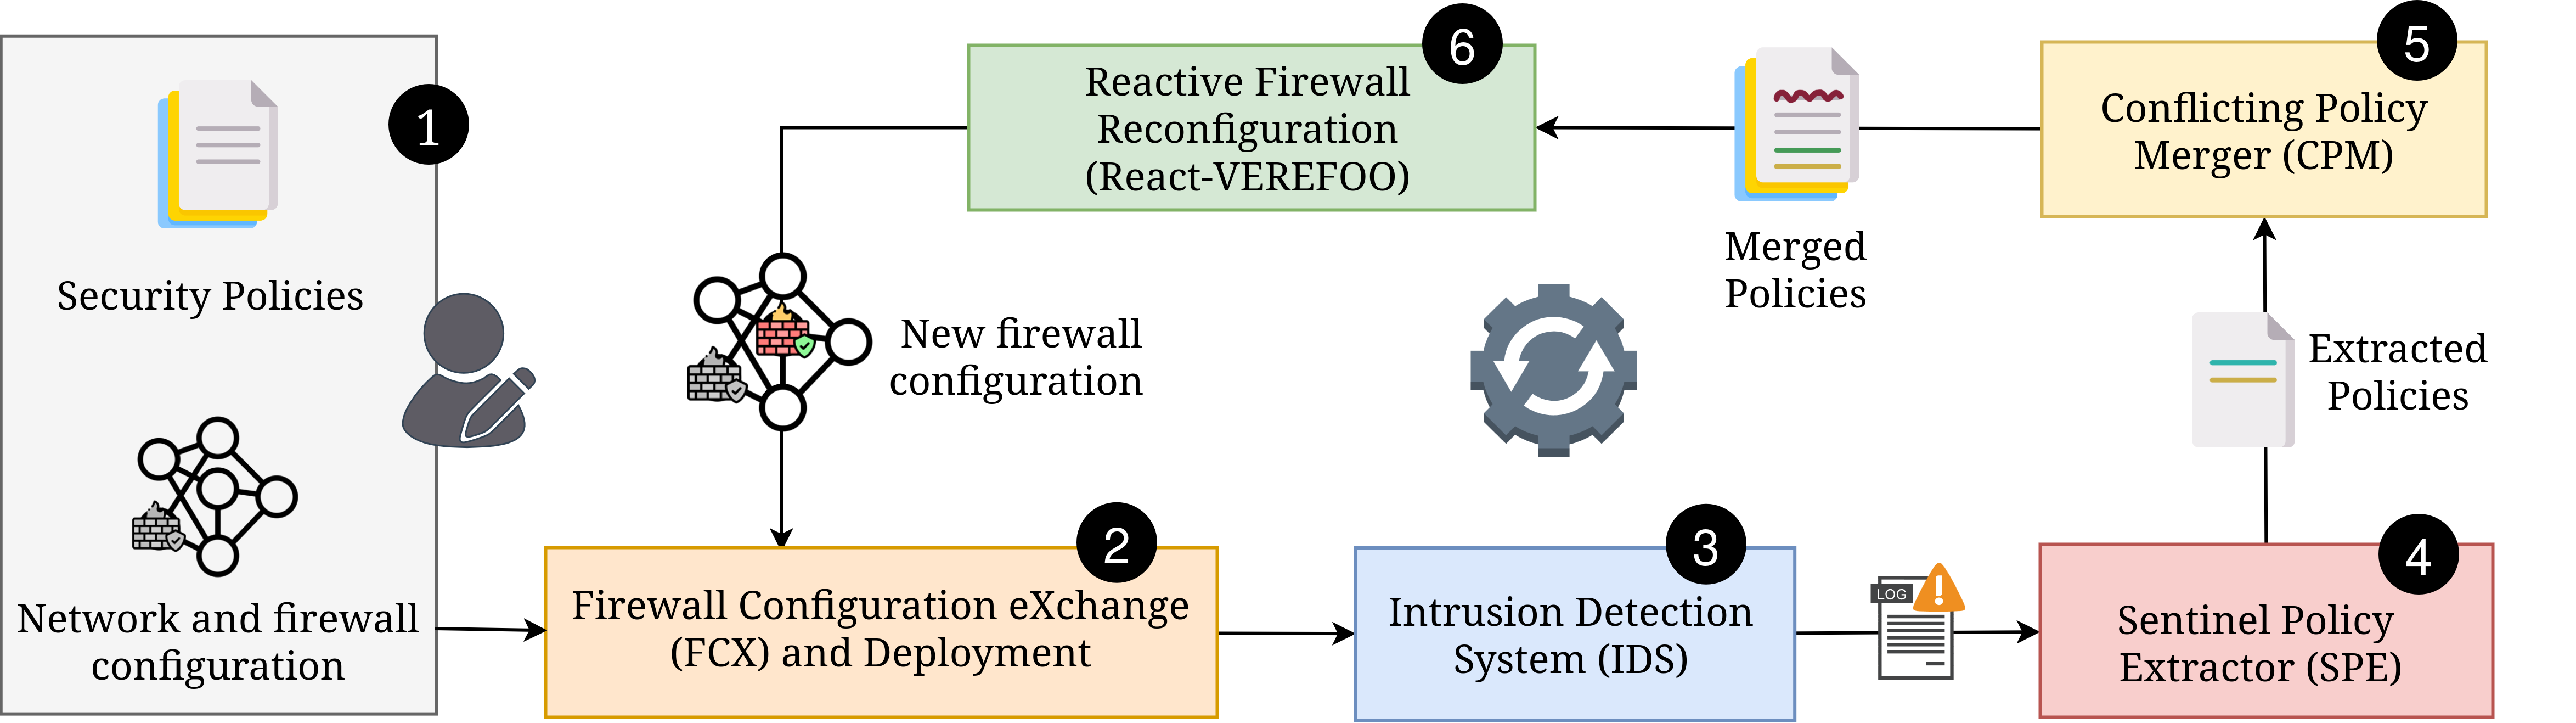 1
Security Policies
Network and firewall
configuration
2
Firewall Configuration eXchange
(FCX) and Deployment
3
Intrusion Detection
System (IDS)
LOG
!
4
Sentinel Policy
Extractor (SPE)
Extracted
Policies
5
Conflicting Policy
Merger (CPM)
Merged
Policies
6
Reactive Firewall
Reconfiguration
(React-VEREFOO)
New firewall
configuration